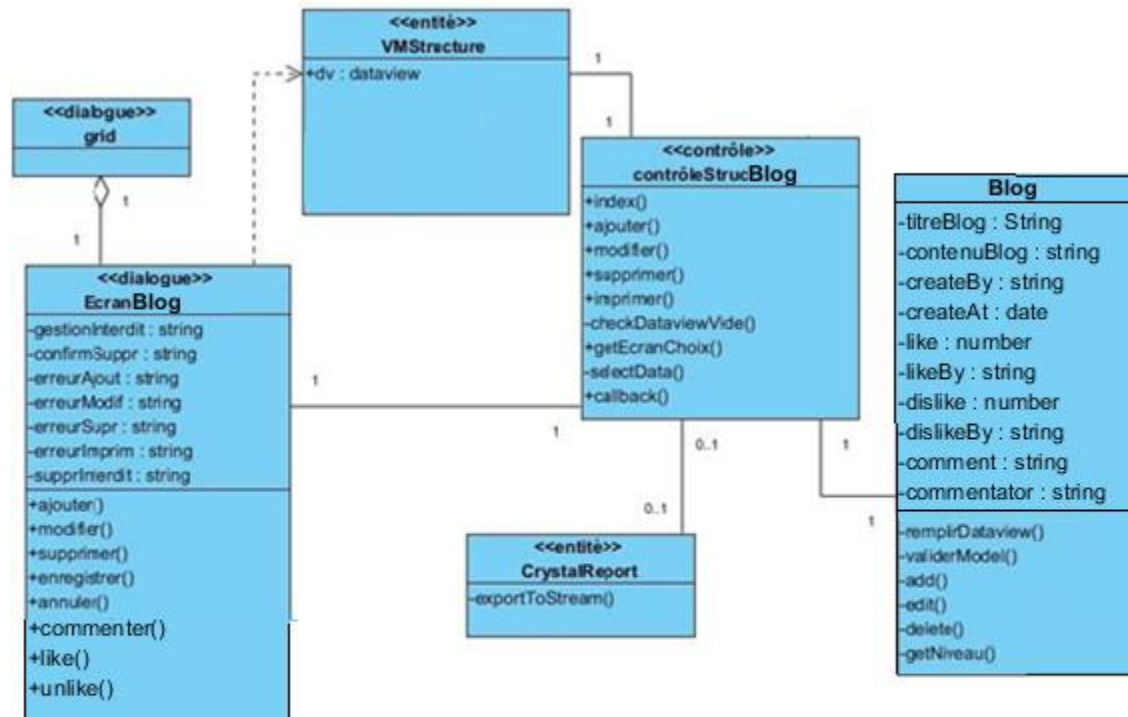 <<entité>>
VMStructure
+dv : dataview
1
1
<<dialogue>>
grid
1
1
<<contrôle>>
contrôleStrucBlog
+index()
+ajouter()
+modifier()
+supprimer()
+imprimer()
-checkDataviewVide()
+getEcranChoix()
-selectData()
+callback()
Blog
-titreBlog : String
-contenuBlog : string
-createBy : string
-createAt : date
-like : number
-likeBy : string
-dislike : number
-dislikeBy : string
-comment : string
-commentator : string
-remplirDataview()
-validerModel()
-add()
-edit()
-delete()
-getNiveau()
<<dialogue>>
EcranBlog
-gestionInterdit : string
-confirmSuppr : string
-erreurAjout : string
-erreurModif : string
-erreurSupr : string
-erreurImprim : string
-supprInterdit : string
+ajouter()
+modifier()
+supprimer()
+enregistrer()
+annuler()
+commenter()
+like()
+unlike()
1
1
0..1
0..1
1
1
<<entité>>
CrystalReport
-exportToStream()